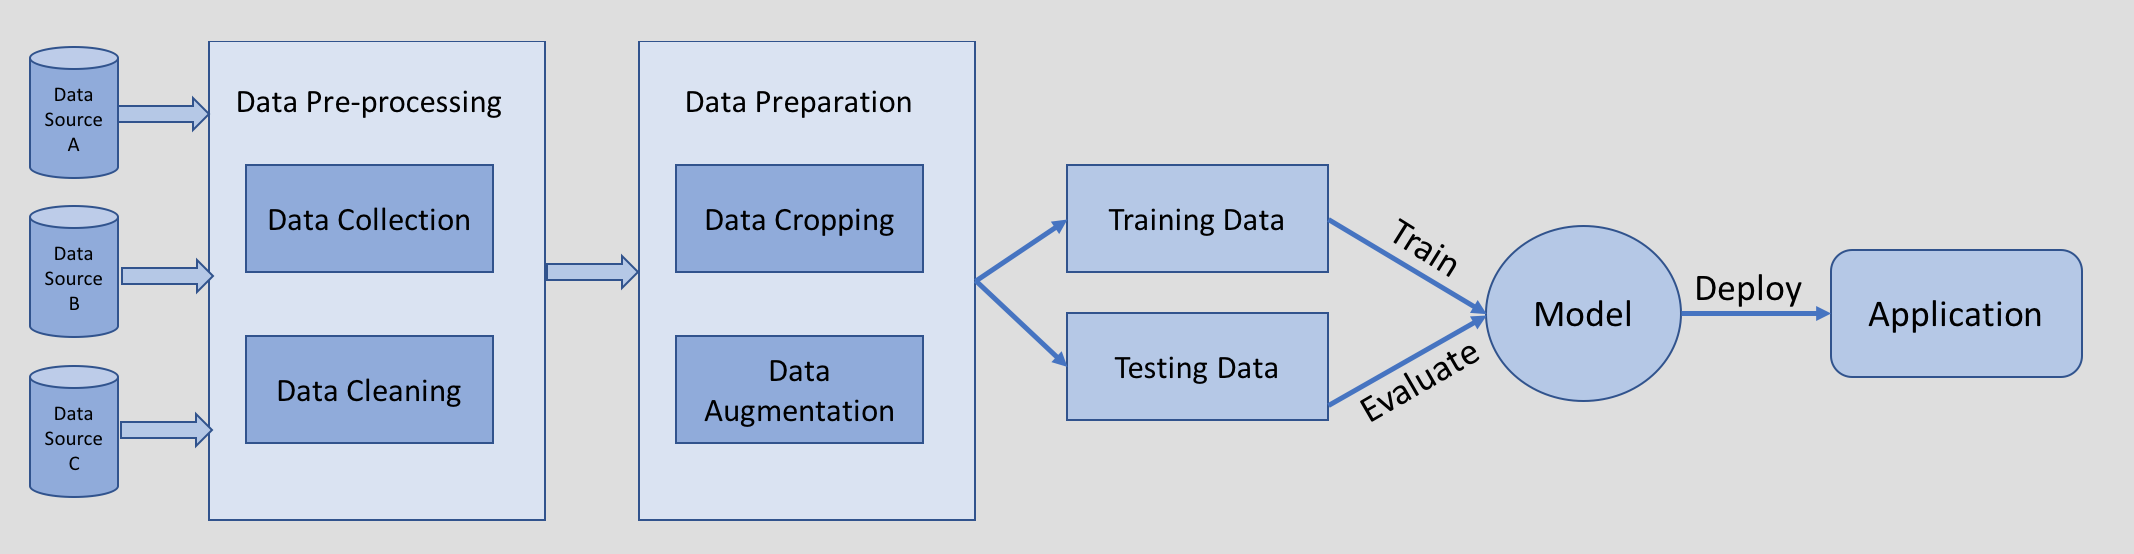 Data
Source
A
Data
Source
B
Data
Source
C
Data Pre-processing
Data Collection
Data Cleaning
Data Preparation
Data Cropping
Data
Augmentation
Training Data
Testing Data
Train
Evaluate
Model
Deploy
Application